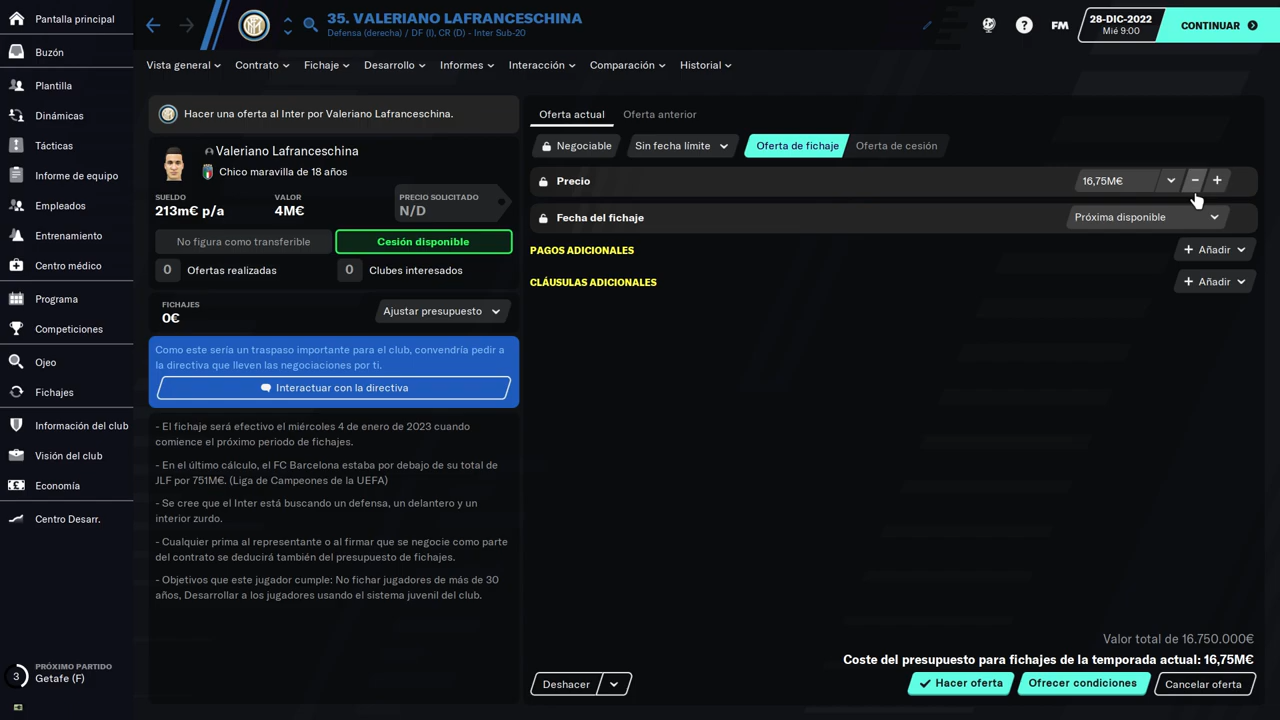 Pantalla principal
Buzón
Plantilla
Dinámicas
Tácticas
Informe de equipo
Empleados
Entrenamiento
Centro médico
Programa
Competiciones
Ojeo
Fichajes
Información del club
Visión del club
Economía
Centro Desarr.
3
PRÓXIMO PARTIDO
Getafe (F)
35. VALERIANO LAFRANCESCHINA
Defensa (derecha) / DF (I), CR (D) - Inter Sub-20
FM
28-DIC-2022
Mié 9:00
CONTINUAR
Vista general
Contrato
Fichaje
Desarrollo
Informes
Interacción
Comparación
Historial
Hacer una oferta al Inter por Valeriano Lafranceschina.
Valeriano Lafranceschina
Chico maravilla de 18 años
SUELDO
213m€ p/a
VALOR
4M€
PRECIO SOLICITADO
N/D
No figura como transferible
Cesión disponible
0 Ofertas realizadas
0 Clubes interesados
FICHAJES
0€
Ajustar presupuesto
Como este sería un traspaso importante para el club, convendría pedir a
la directiva que lleven las negociaciones por ti.
Interactuar con la directiva
- El fichaje será efectivo el miércoles 4 de enero de 2023 cuando
comience el próximo periodo de fichajes.
- En el último cálculo, el FC Barcelona estaba por debajo de su total de
JLF por 751M€. (Liga de Campeones de la UEFA)
- Se cree que el Inter está buscando un defensa, un delantero y un
interior zurdo.
- Cualquier prima al representante o al firmar que se negocie como parte
del contrato se deducirá también del presupuesto de fichajes.
- Objetivos que este jugador cumple: No fichar jugadores de más de 30
años, Desarrollar a los jugadores usando el sistema juvenil del club.
Oferta actual
Oferta anterior
Negociable
Sin fecha límite
Oferta de fichaje
Oferta de cesión
Precio
16,75M€
Fecha del fichaje
Próxima disponible
PAGOS ADICIONALES
+ Añadir
CLÁUSULAS ADICIONALES
+ Añadir
Valor total de 16.750.000€
Coste del presupuesto para fichajes de la temporada actual: 16,75M€
Deshacer
Hacer oferta
Ofrecer condiciones
Cancelar oferta